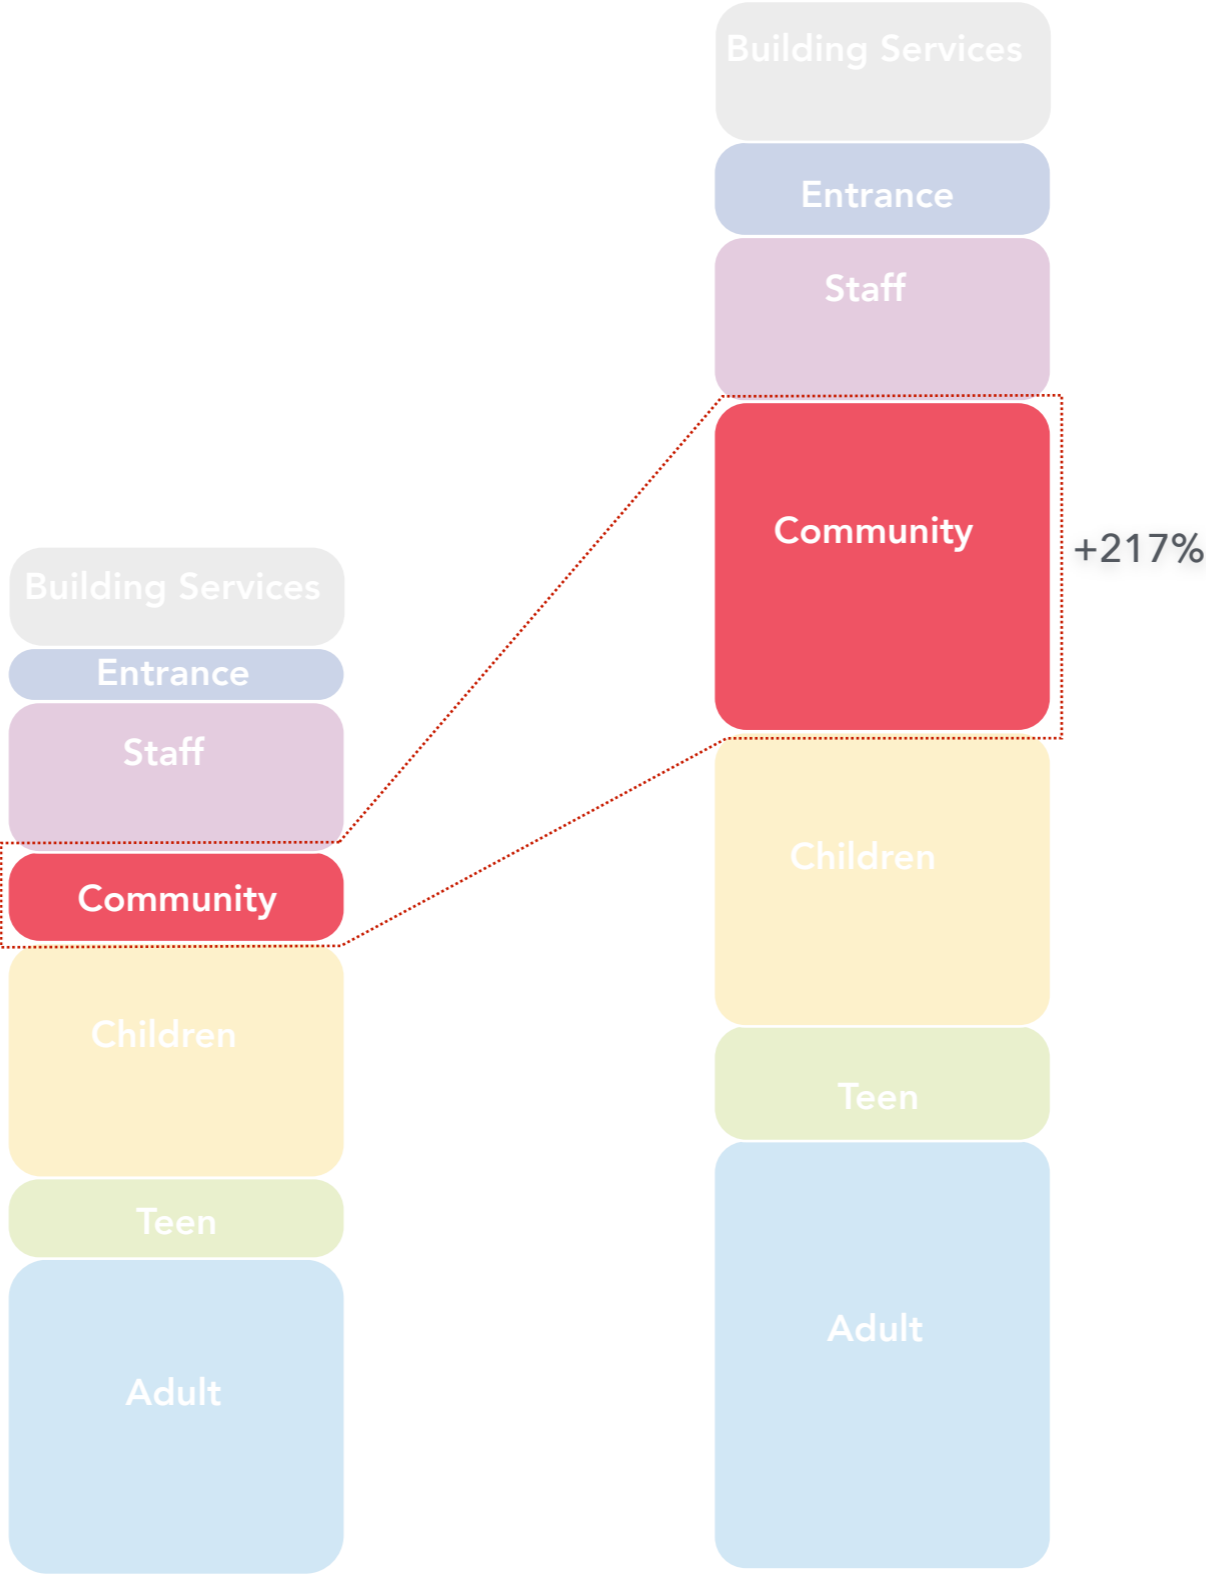 Building Services
Entrance
Staff
Community
Children
Teen
Adult
Building Services
Entrance
Staff
Community
+217%
Children
Teen
Adult